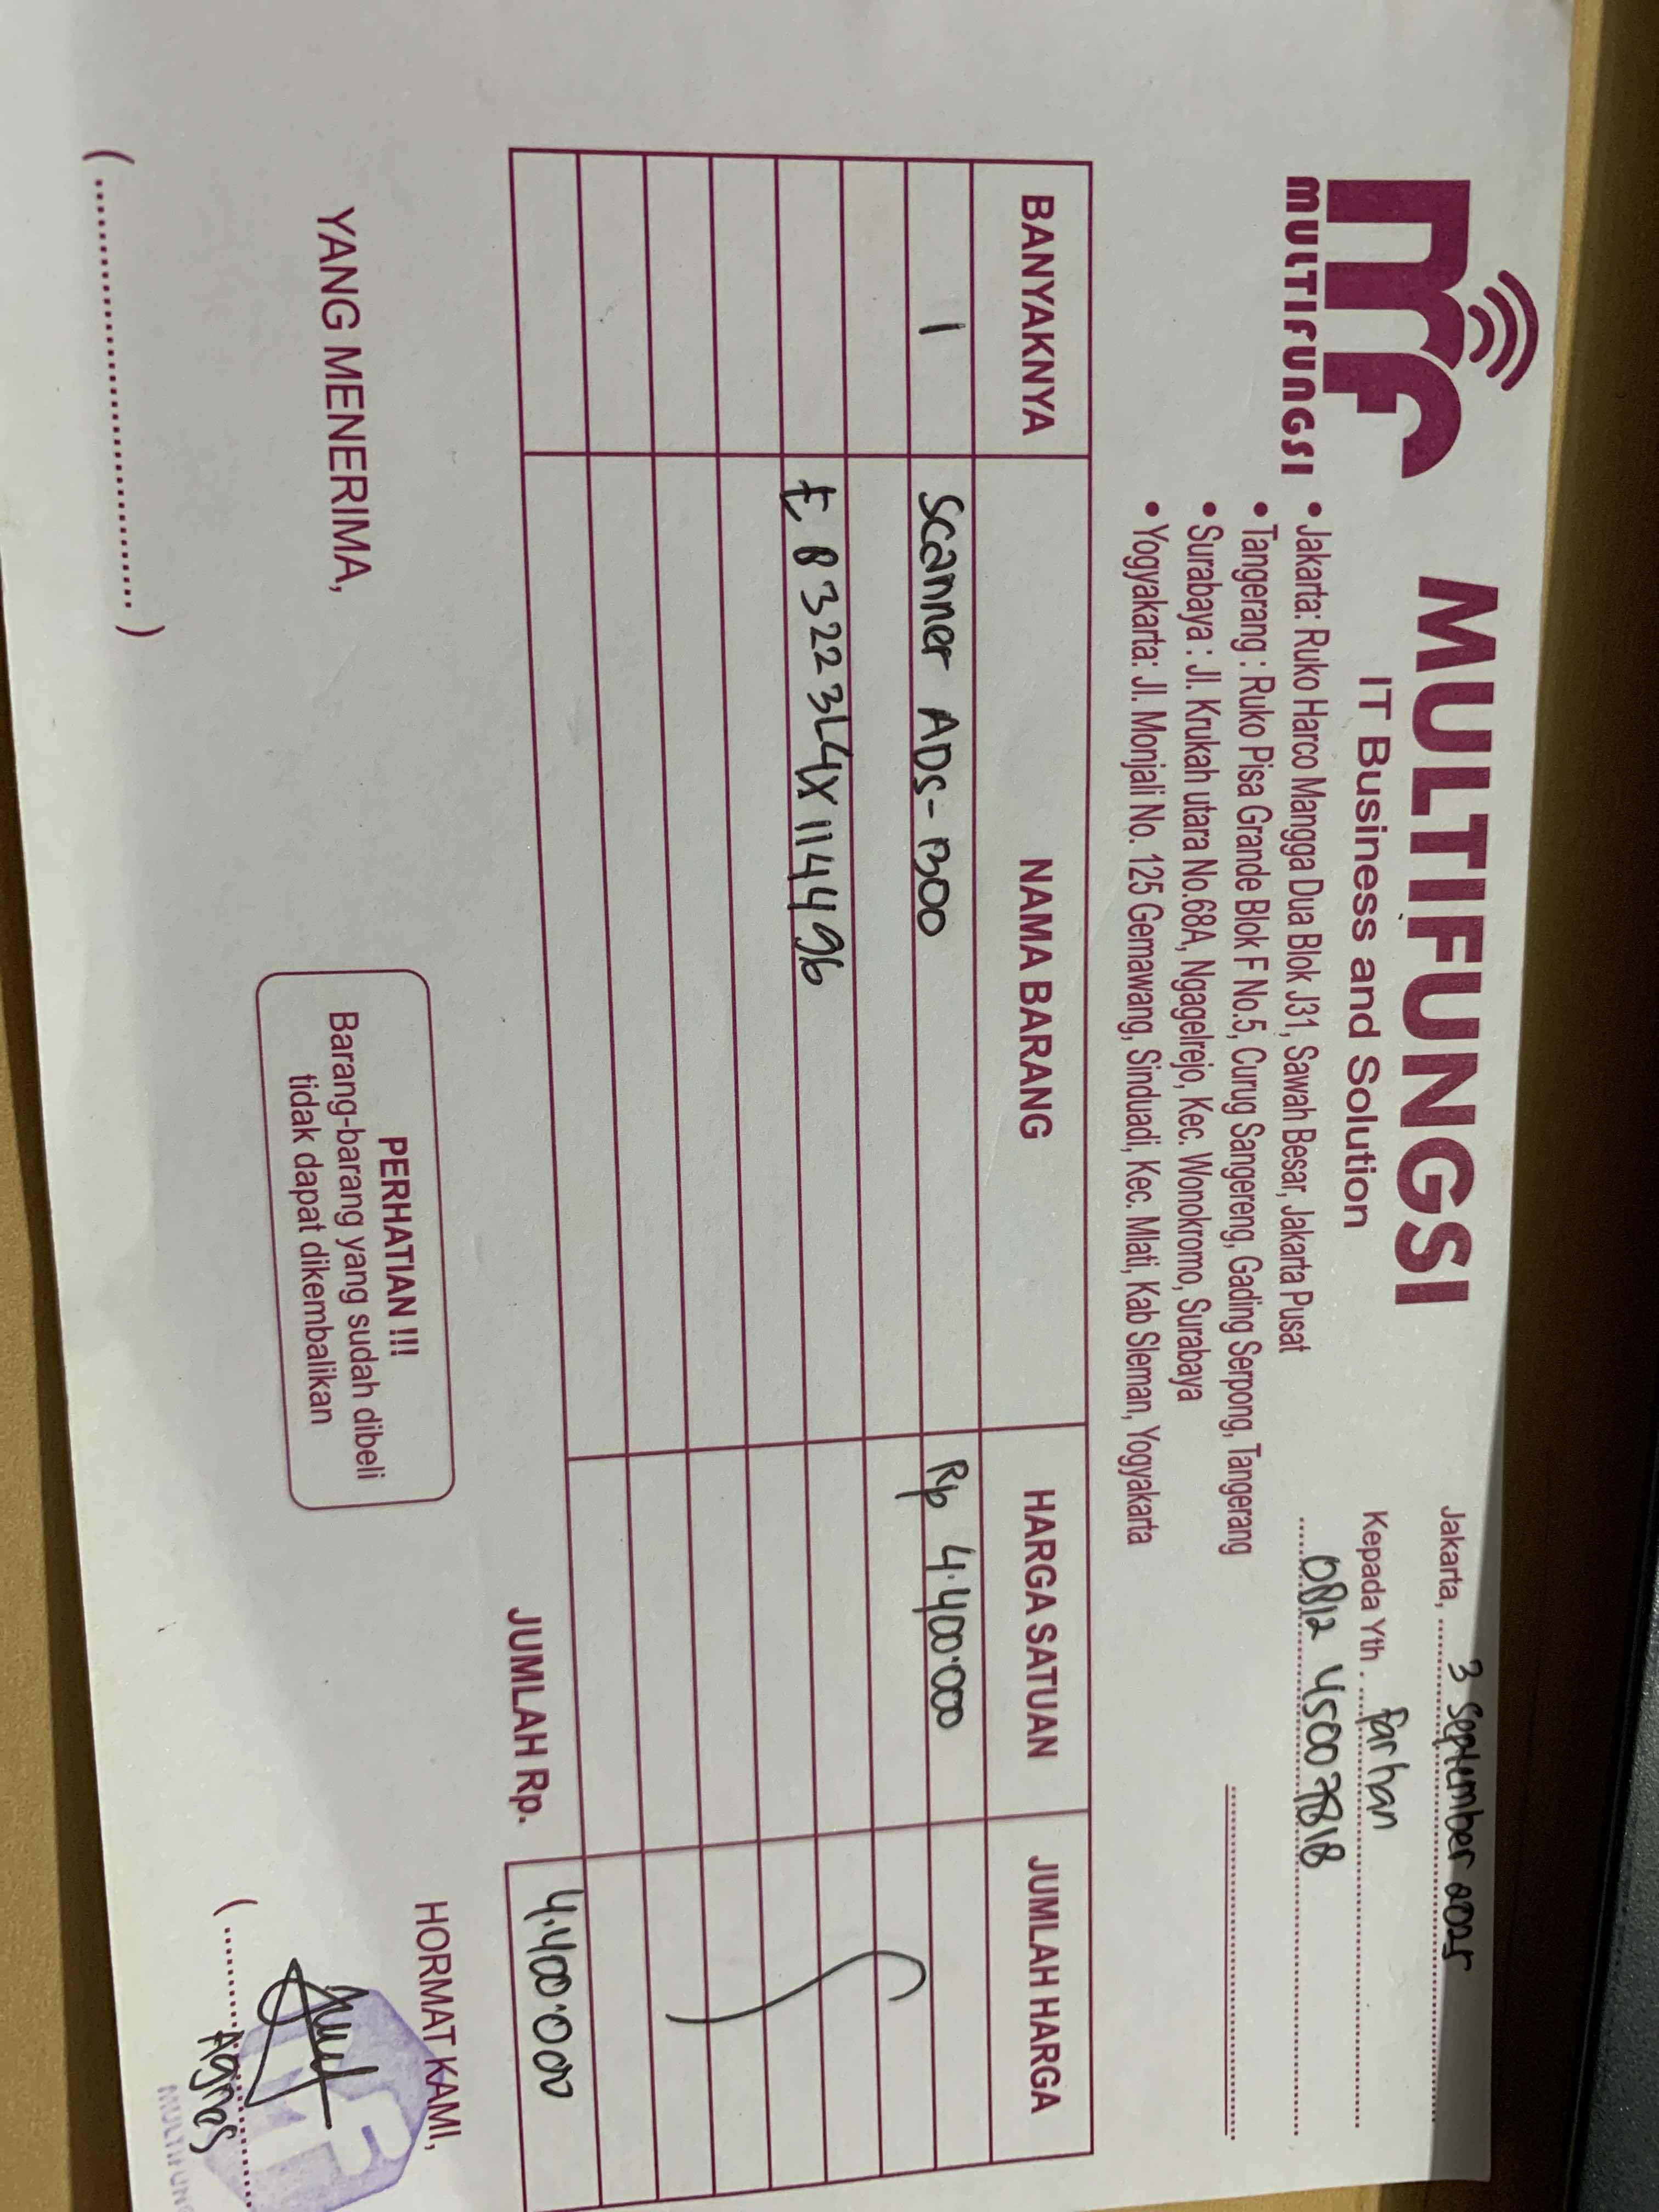 MULTIFUNGSI
MULTIFUNGSI
IT Business and Solution
• Jakarta: Ruko Harco Mangga Dua Blok J31, Sawah Besar, Jakarta Pusat
• Tangerang : Ruko Pisa Grande Blok F No.5, Curug Sangereng, Gading Serpong, Tangerang
• Surabaya : Jl. Krukah utara No.68A, Ngagelrejo, Kec. Wonokromo, Surabaya
• Yogyakarta: Jl. Monjali No. 125 Gemawang, Sinduadi, Kec. Mlati, Kab Sleman, Yogyakarta
Jakarta, 3 September 2025
Kepada Yth. Farhan
0812 45007818
BANYAKNYA NAMA BARANG HARGA SATUAN JUMLAH HARGA
1 Scanner ADS-1300 Rp 4.400.000
E 83223L4X114496
JUMLAH Rp. 4.400.000
YANG MENERIMA,
HORMAT KAMI,
PERHATIAN !!!
Barang-barang yang sudah dibeli
tidak dapat dikembalikan
(..............................)
Agnes